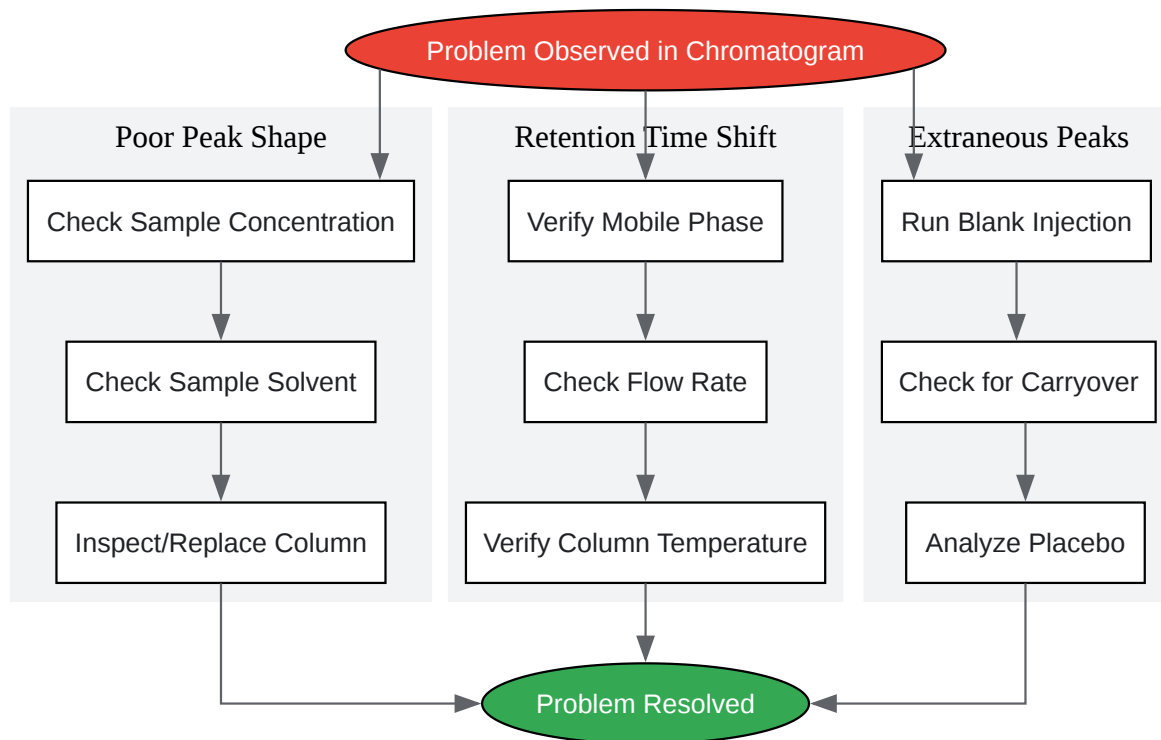 Problem Observed in Chromatogram
Poor Peak Shape
Retention Time Shift
Extraneous Peaks
Check Sample Concentration
Verify Mobile Phase
Run Blank Injection
Check Sample Solvent
Check Flow Rate
Check for Carryover
Inspect/Replace Column
Verify Column Temperature
Analyze Placebo
Problem Resolved